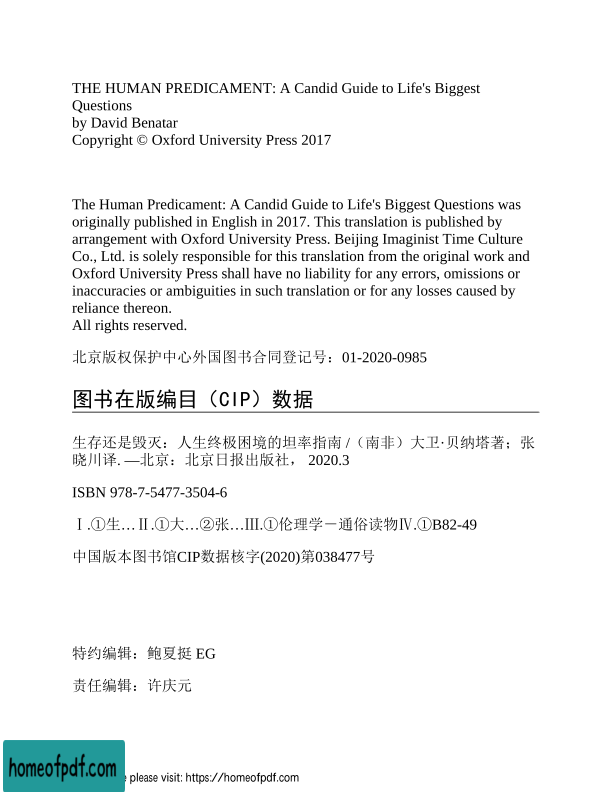 THE HUMAN PREDICAMENT: A Candid Guide to Life's Biggest
Questions
by David Benatar
Copyright © Oxford University Press 2017
The Human Predicament: A Candid Guide to Life's Biggest Questions was
originally published in English in 2017. This translation is published by
arrangement with Oxford University Press. Beijing Imaginist Time Culture
Co., Ltd. is solely responsible for this translation from the original work and
Oxford University Press shall have no liability for any errors, omissions or
inaccuracies or ambiguities in such translation or for any losses caused by
reliance thereon.
All rights reserved.
北京版权保护中心外国图书合同登记号：01-2020-0985
图书在版编目（CIP）数据
生存还是毁灭：人生终极困境的坦率指南 /（南非）大卫·贝纳塔著；张
晓川译. —北京：北京日报出版社， 2020.3
ISBN 978-7-5477-3504-6
Ⅰ.①生…Ⅱ.①大…②张…Ⅲ.①伦理学－通俗读物Ⅳ.①B82-49
中国版本图书馆CIP数据核字(2020)第038477号
特约编辑：鲍夏挺 EG
责任编辑：许庆元
homeofpdf.com
please visit: https://homeofpdf.com